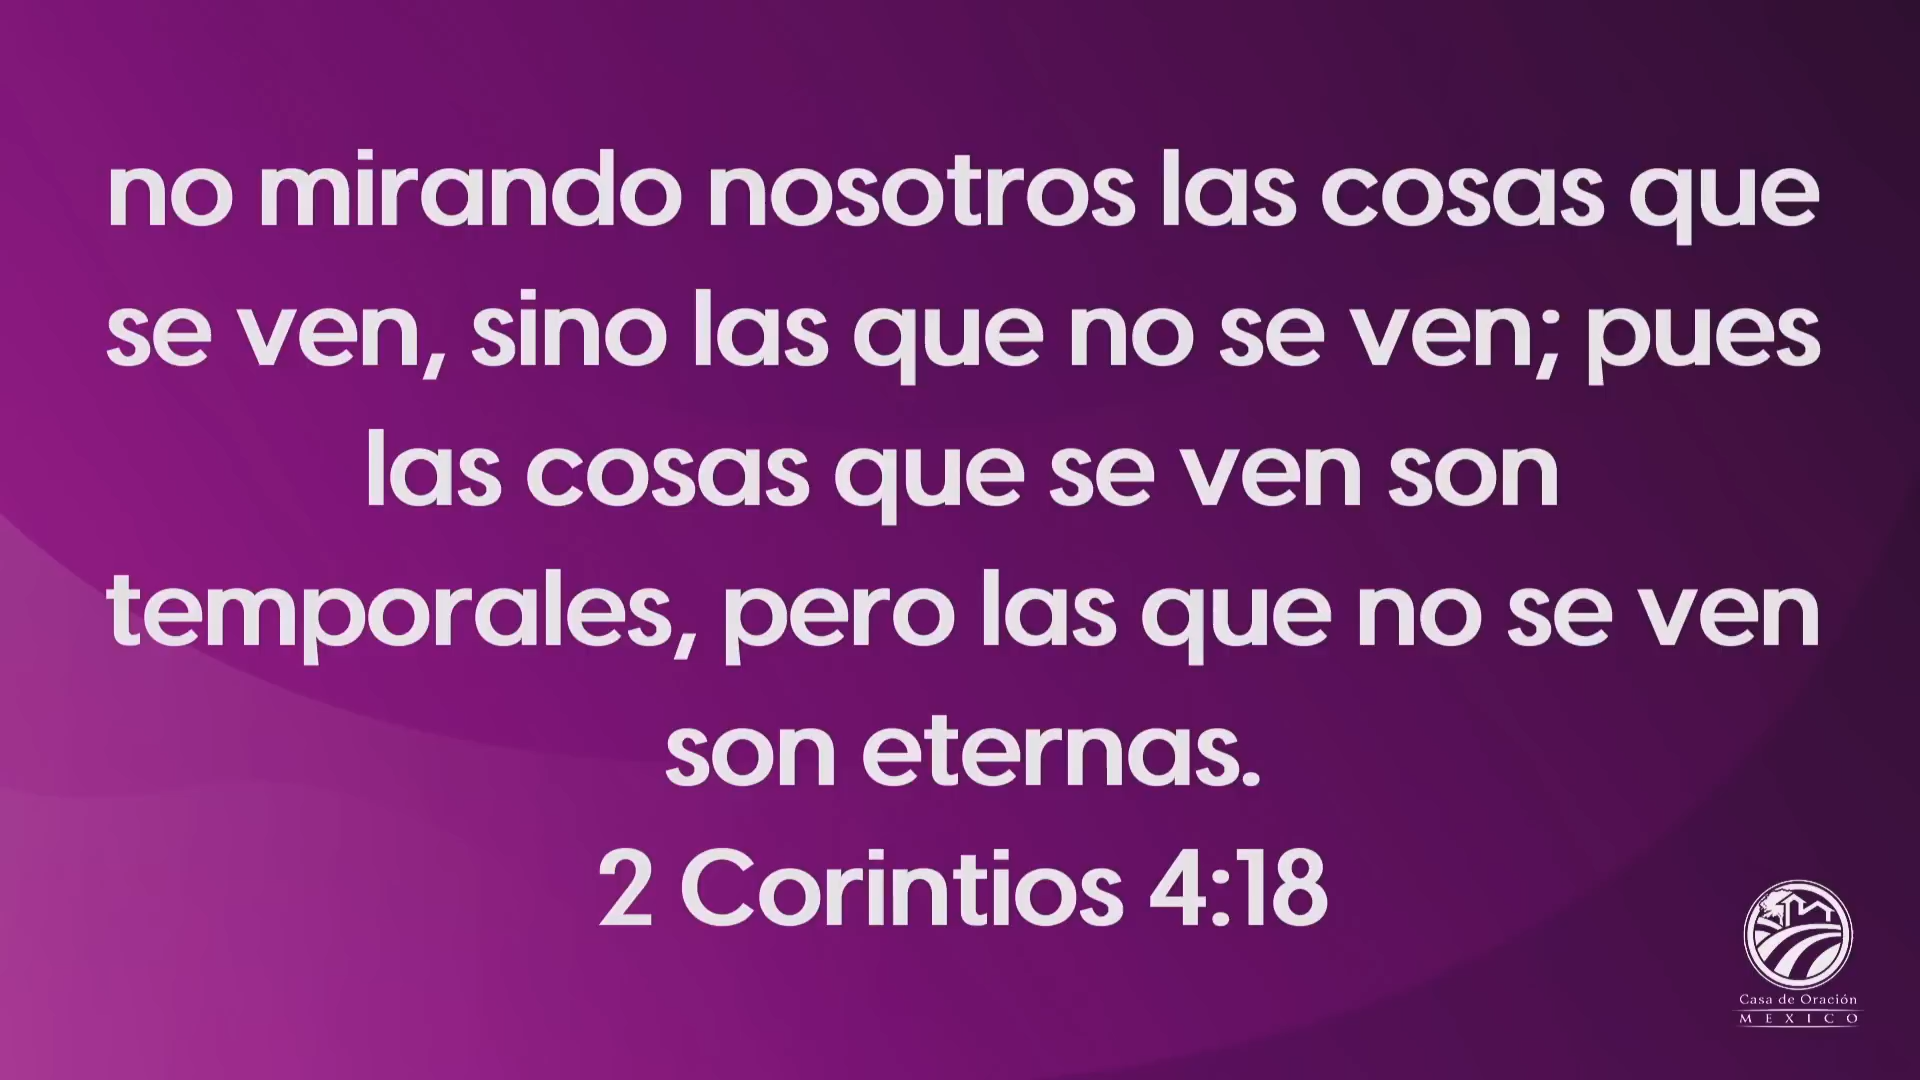 no mirando nosotros las cosas que
se ven, sino las que no se ven; pues
las cosas que se ven son
temporales, pero las que no se ven
son eternas.
2 Corintios 4:18
Casa de Oración
MEXICO